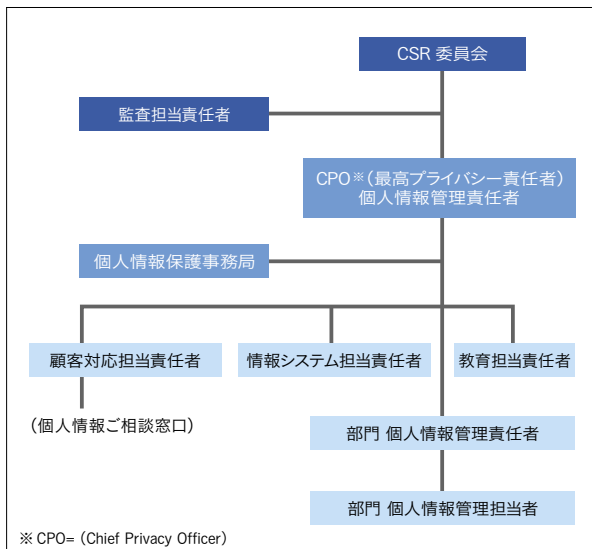 CSR 委員会
監査担当責任者
CPO※(最高プライバシー責任者)
個人情報管理責任者
個人情報保護事務局
顧客対応担当責任者
情報システム担当責任者
教育担当責任者
(個人情報ご相談窓口)
部門 個人情報管理責任者
部門 個人情報管理担当者
※ CPO= (Chief Privacy Officer)